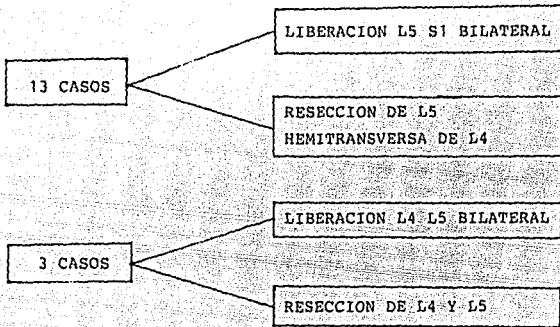 LIBERACION L5 S1 BILATERAL
13 CASOS
RESECCION DE L5
HEMITRANSVERSA DE L4
LIBERACION L4 L5 BILATERAL
3 CASOS
RESECCION DE L4 Y L5